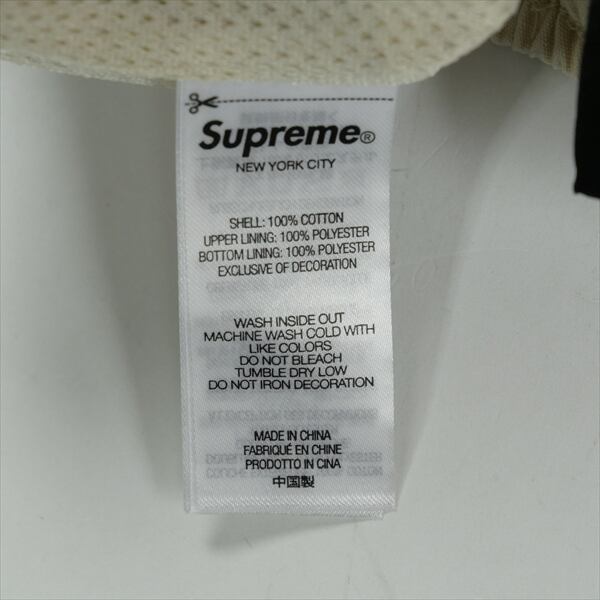 Supreme®
NEW YORK CITY
SHELL: 100% COTTON
UPPER LINING: 100% POLYESTER
BOTTOM LINING: 100% POLYESTER
EXCLUSIVE OF DECORATION
WASH INSIDE OUT
MACHINE WASH COLD WITH
LIKE COLORS
DO NOT BLEACH
TUMBLE DRY LOW
DO NOT IRON DECORATION
MADE IN CHINA
FABRIQUÉ EN CHINE
PRODOTTO IN CINA
中国製